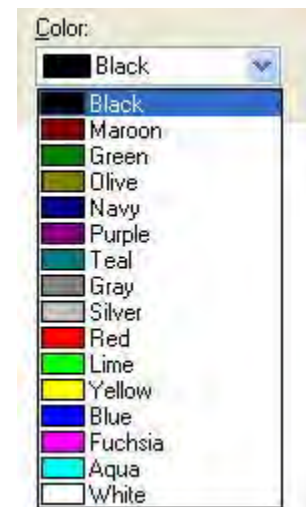 Color:
Black
Black
Maroon
Green
Olive
Navy
Purple
Teal
Gray
Silver
Red
Lime
Yellow
Blue
Fuchsia
Aqua
White